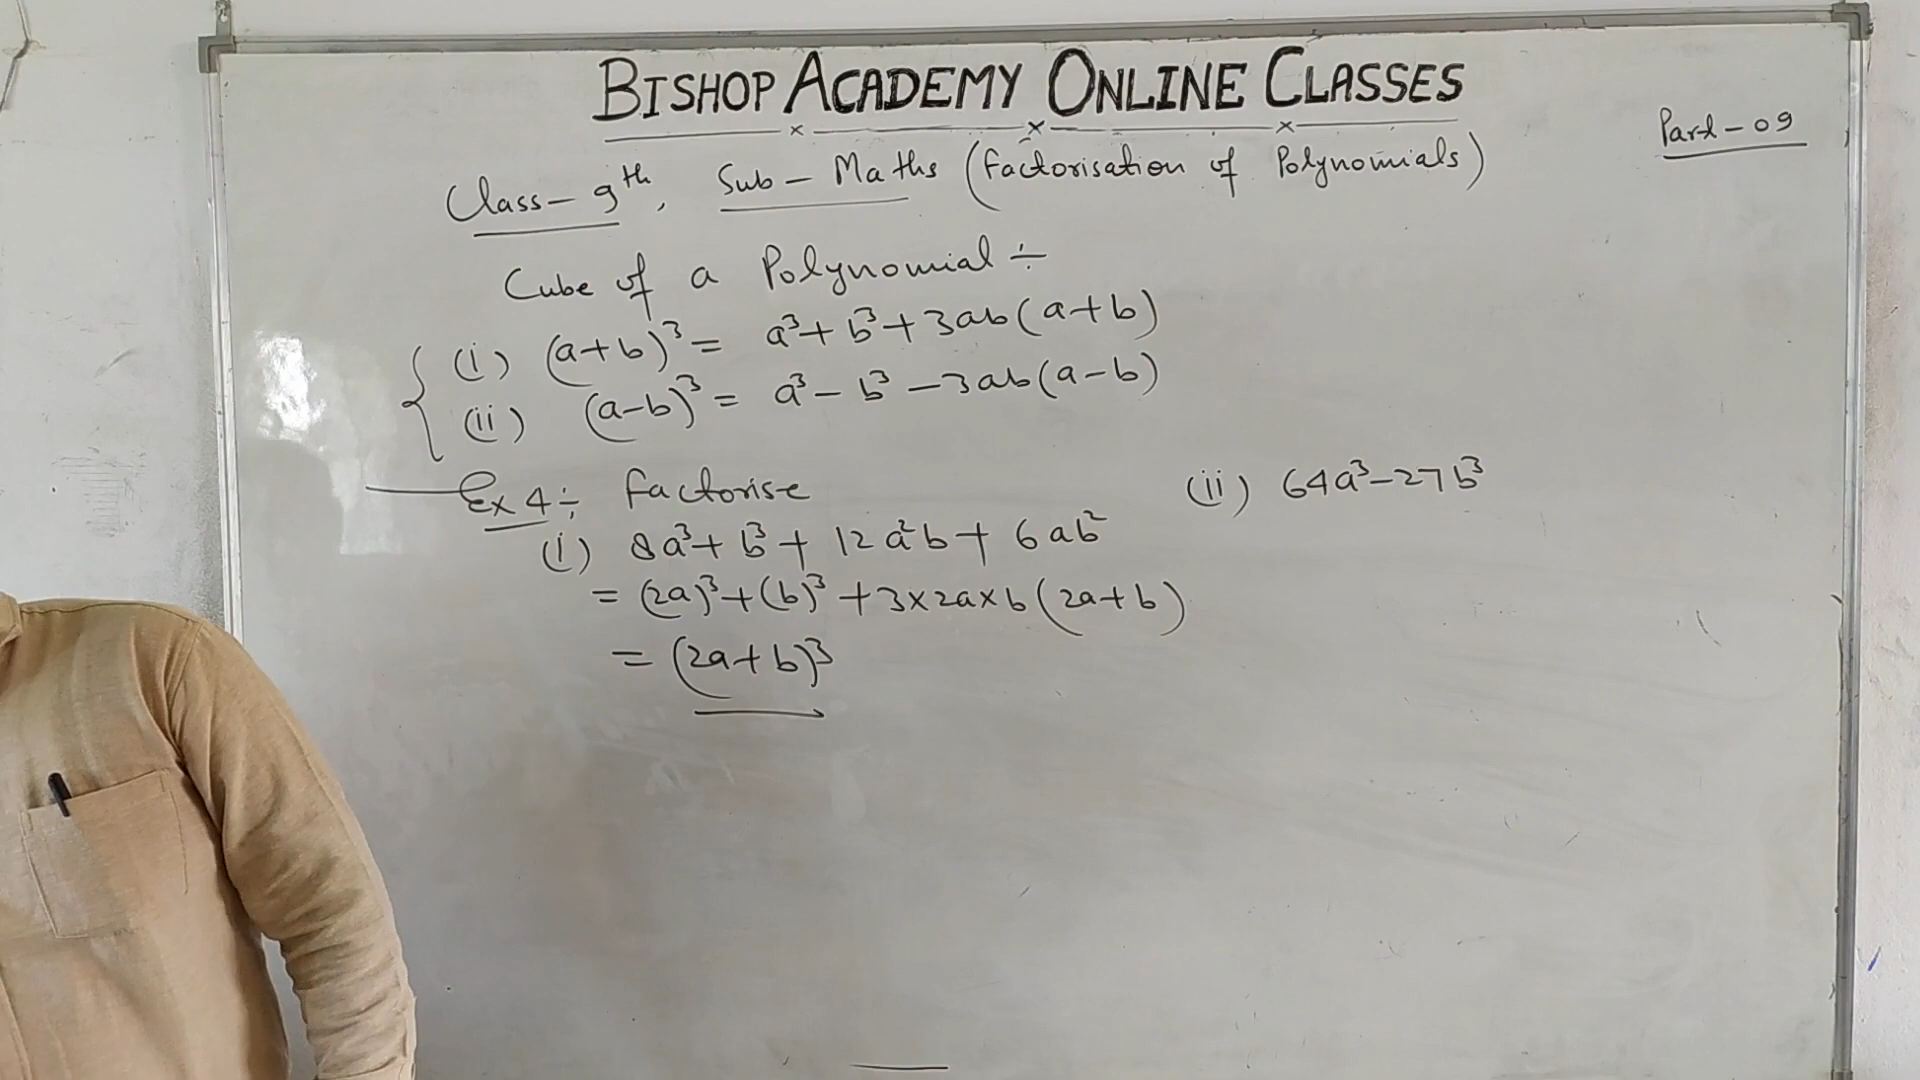 BISHOP ACADEMY ONLINE CLASSES
Part - 09
Class - 9th, Sub - Maths (Factorisation of Polynomials)
Cube of a Polynomial ÷
(i) (a+b)³ = a³ + b³ + 3ab(a+b)
(ii) (a-b)³ = a³ - b³ - 3ab(a-b)
Ex 4 ÷ Factorise
(i) 8a³ + b³ + 12a²b + 6ab²
= (2a)³ + (b)³ + 3×2a×b(2a+b)
= (2a+b)³
(ii) 64a³ - 27b³